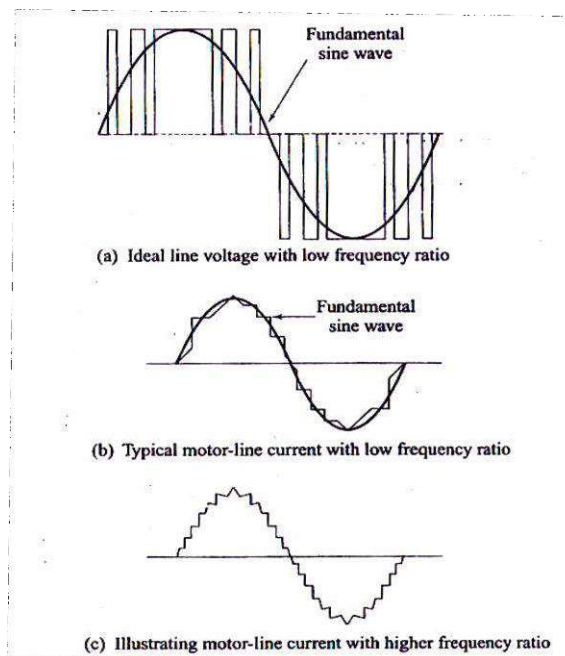 Fundamental
sine wave
(a) Ideal line voltage with low frequency ratio
Fundamental
sine wave
(b) Typical motor-line current with low frequency ratio
(c) Illustrating motor-line current with higher frequency ratio